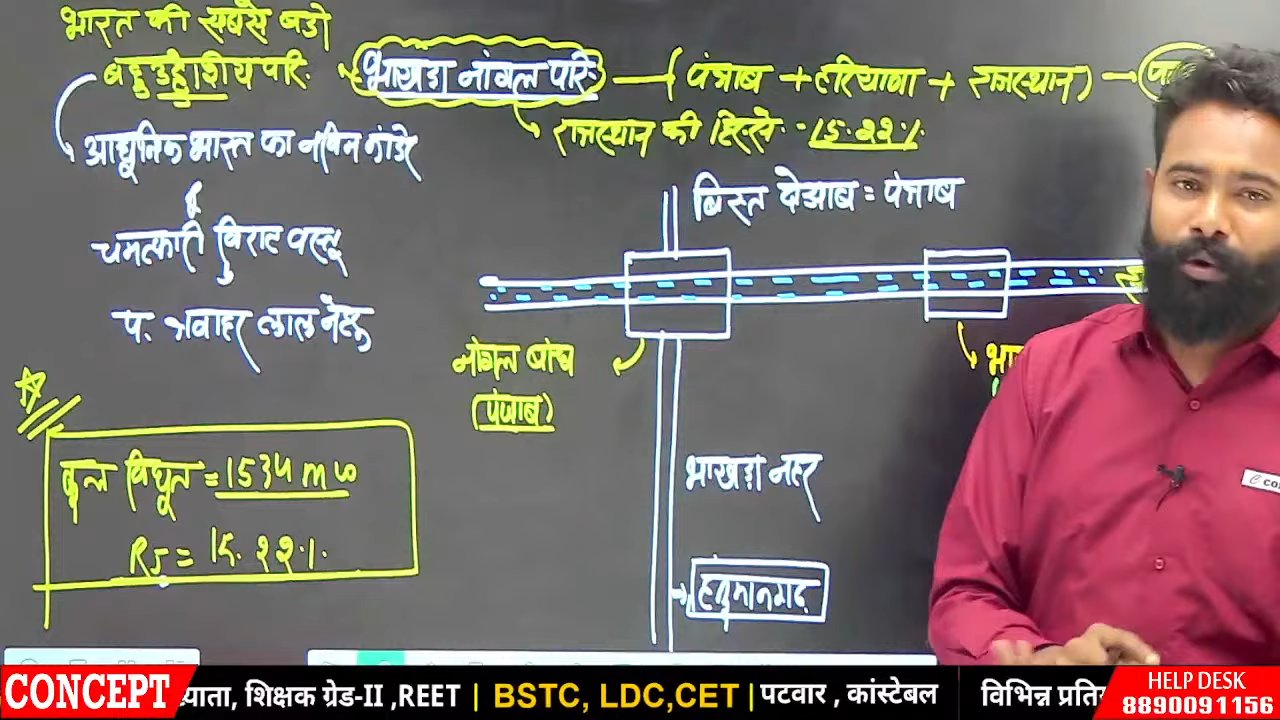 भारत की सबसे बडी
बहुउद्देशिय परि.
भाखडा नांगल परि.
(पंजाब + हरियाणा + राजस्थान)
राजस्थान की हिस्से - 15.22%
आधुनिक भारत का नविन
चमत्कारी विराट वस्तु
प. जवाहर लाल नेहरू
बिस्त दोआब = पंजाब
नांगल बांध
(पंजाब)
कुल विधुत = 1534 mw
RJ = 15.22%
भाखडा नहर
हनुमानगढ
CONCEPT
शिक्षक ग्रेड-II ,REET | BSTC, LDC,CET | पटवार , कांस्टेबल
विभिन्न
HELP DESK
8890091156